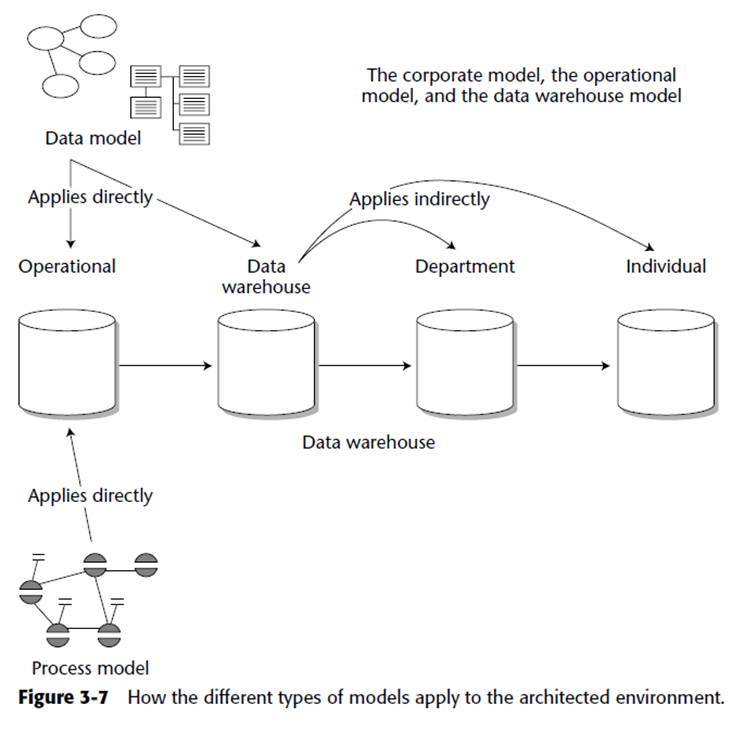 The corporate model, the operational
model, and the data warehouse model
Data model
Applies directly
Applies indirectly
Operational
Data
warehouse
Department
Individual
Data warehouse
Applies directly
Process model
Figure 3-7 How the different types of models apply to the architected environment.